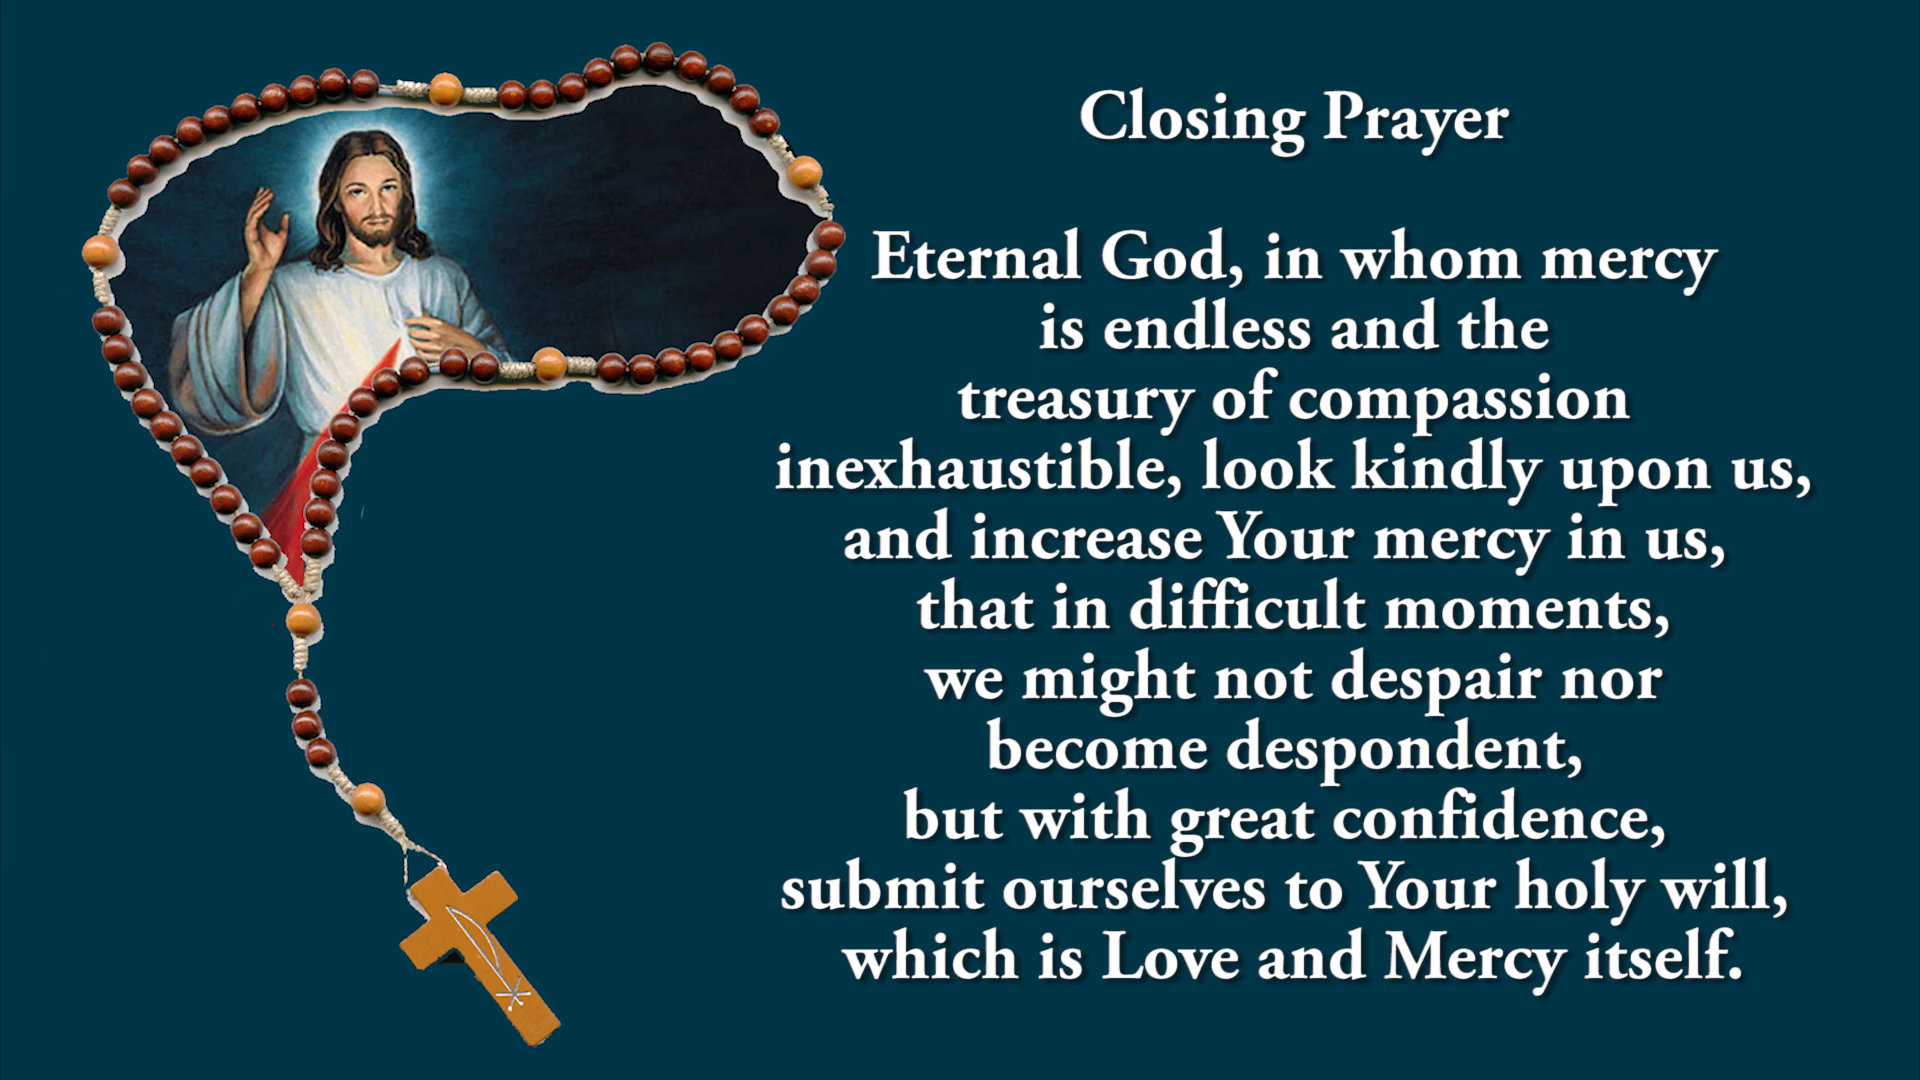 Closing Prayer
Eternal God, in whom mercy
is endless and the
treasury of compassion
inexhaustible, look kindly upon us,
and increase Your mercy in us,
that in difficult moments,
we might not despair nor
become despondent,
but with great confidence,
submit ourselves to Your holy will,
which is Love and Mercy itself.